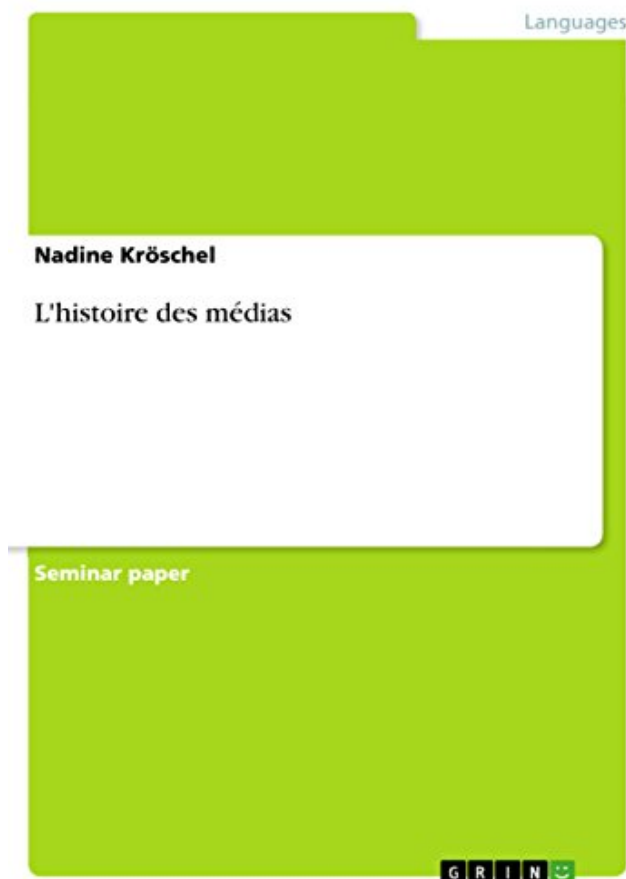 Languages
Nadine Kröschel
L'histoire des médias
Seminar paper
GRIN